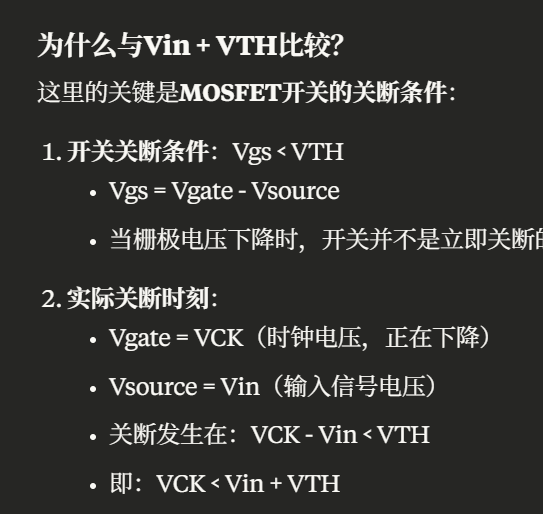 为什么与Vin + VTH比较?
这里的关键是MOSFET开关的关断条件:
1. 开关关断条件: Vgs < VTH
• Vgs = Vgate - Vsource
• 当栅极电压下降时，开关并不是立即关断的
2. 实际关断时刻:
• Vgate = VCK（时钟电压，正在下降）
• Vsource = Vin（输入信号电压）
• 关断发生在: VCK - Vin < VTH
• 即: VCK < Vin + VTH